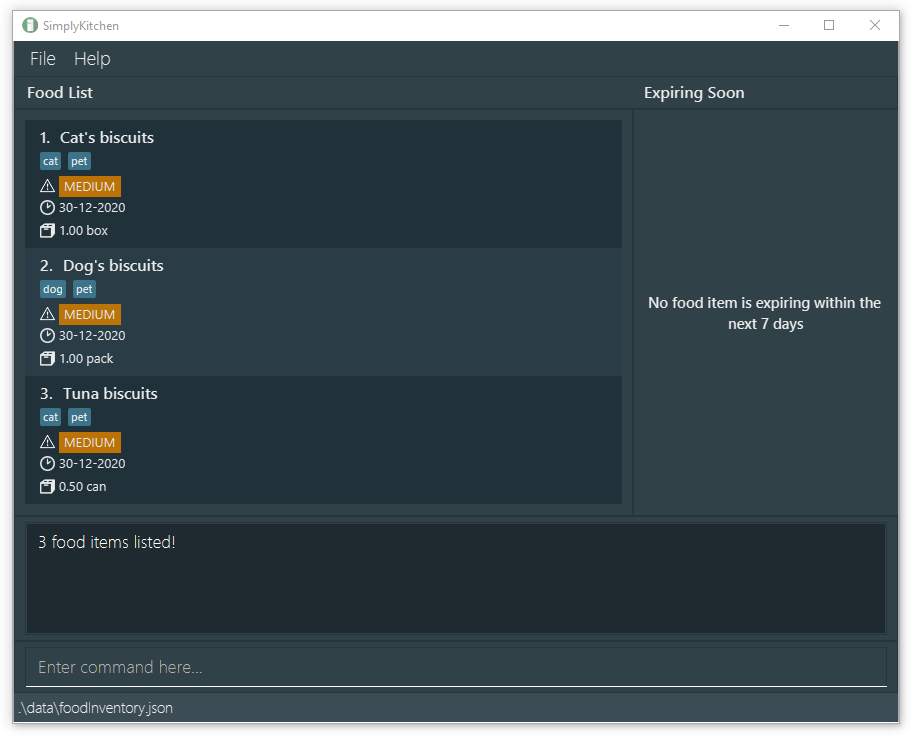 SimplyKitchen
File Help
Food List
Expiring Soon
1. Cat's biscuits
cat pet
MEDIUM
30-12-2020
1.00 box
2. Dog's biscuits
dog pet
MEDIUM
30-12-2020
1.00 pack
3. Tuna biscuits
cat pet
MEDIUM
30-12-2020
0.50 can
No food item is expiring within the
next 7 days
3 food items listed!
Enter command here...
.\data\foodInventory.json